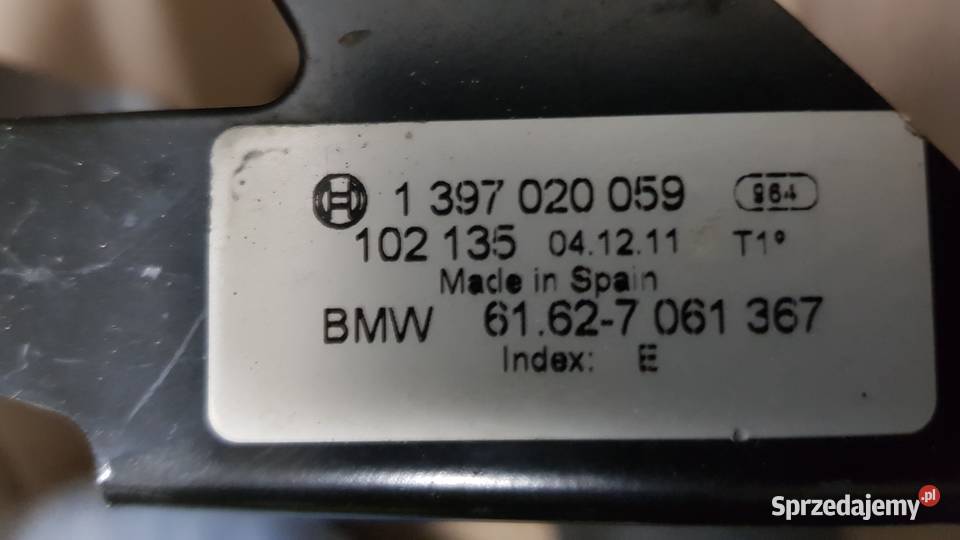 1 397 020 059 964
102 135 04.12.11 T1°
Made in Spain
BMW 61.62-7 061 367
Index: E
Sprzedajemy.pl